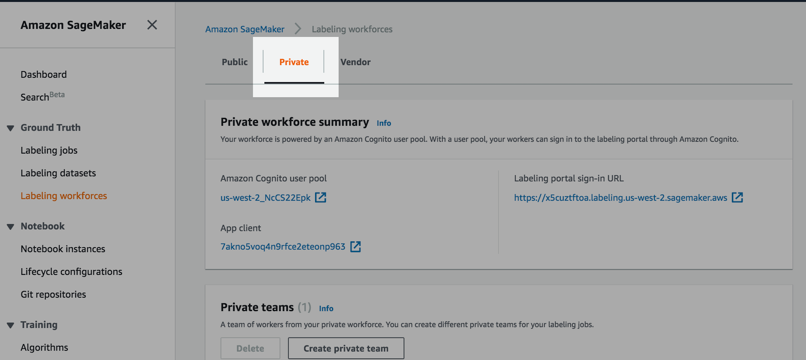 Amazon SageMaker
Dashboard
Search Beta
Ground Truth
Labeling jobs
Labeling datasets
Labeling workforces
Notebook
Notebook instances
Lifecycle configurations
Git repositories
Training
Algorithms
Amazon SageMaker > Labeling workforces
Public Private Vendor
Private workforce summary Info
Your workforce is powered by an Amazon Cognito user pool. With a user pool, your workers can sign in to the labeling portal through Amazon Cognito.
Amazon Cognito user pool
us-west-2_NcCS22Epk
App client
7akno5voq4n9rfce2eteonp963
Labeling portal sign-in URL
https://x5cuztftoa.labeling.us-west-2.sagemaker.aws
Private teams (1) Info
A team of workers from your private workforce. You can create different private teams for your labeling jobs.
Delete Create private team